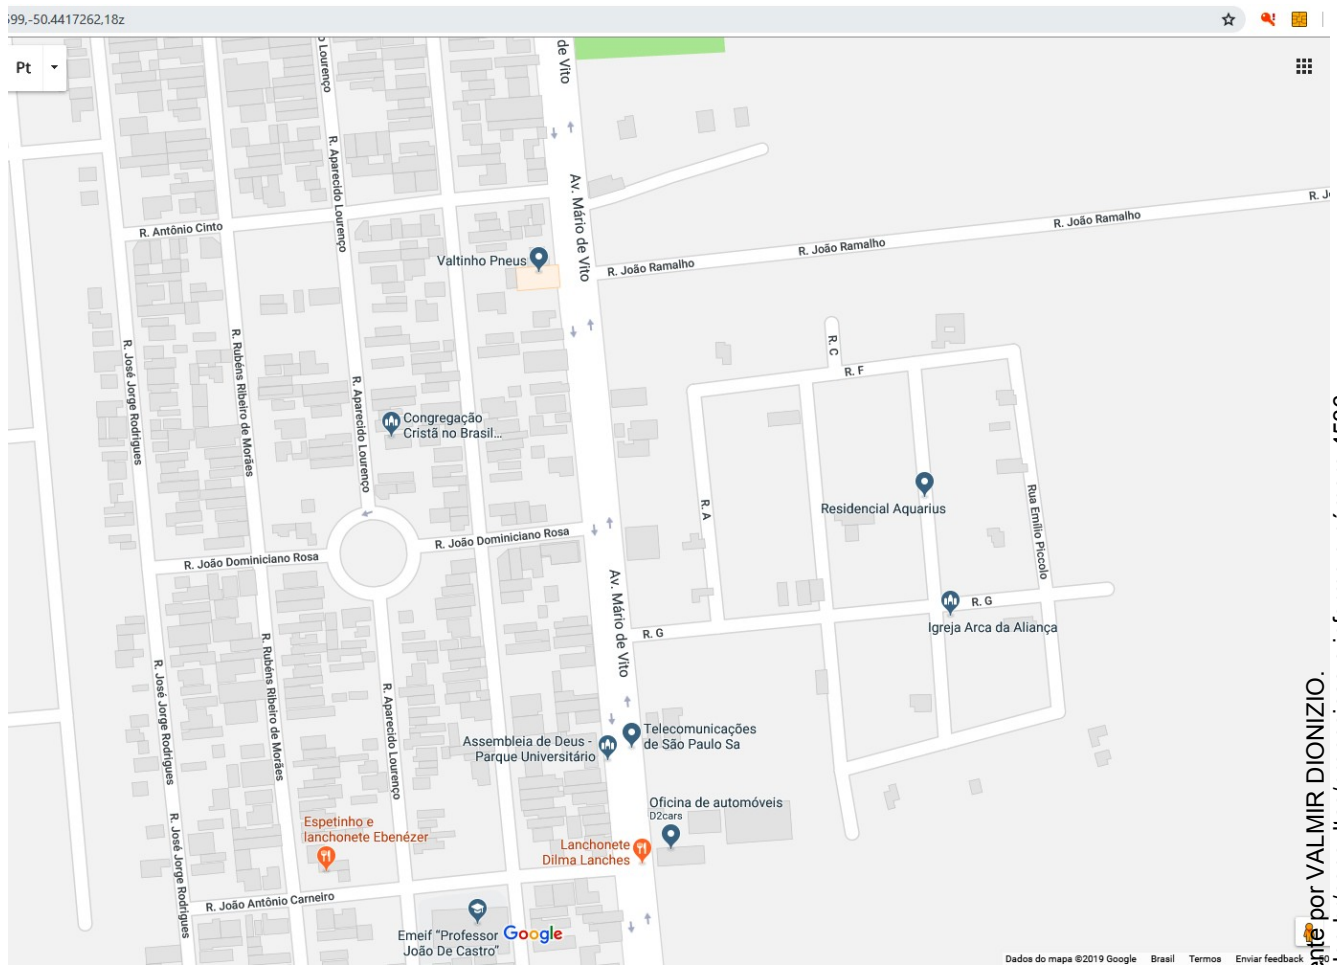 599,-50.4417262,18z
Pt
o Lourenço
de Vito
R. Aparecido Lourenço
Av. Mário de Vito
R. Antônio Cinto
Valtinho Pneus
R. João Ramalho
R. João Ramalho
R. João Ramalho
R. J
R. José Jorge Rodrigues
R. Rubéns Ribeiro de Morães
R. Aparecido Lourenço
R. C
R. F
Congregação
Cristã no Brasil...
R. A
Residencial Aquarius
Rua Emílio Piccolo
R. João Dominiciano Rosa
R. João Dominiciano Rosa
Av. Mário de Vito
R. G
R. G
Igreja Arca da Aliança
R. José Jorge Rodrigues
R. Rubéns Ribeiro de Morães
R. Aparecido Lourenço
Assembleia de Deus -
Parque Universitário
Telecomunicações
de São Paulo Sa
Oficina de automóveis
D2cars
Espetinho e
lanchonete Ebenézer
Lanchonete
Dilma Lanches
R. José Jorge Rodrigues
R. João Antônio Carneiro
Emeif "Professor
João De Castro"
Google
Dados do mapa ©2019 Google Brasil Termos Enviar feedback
por VALMIR DIONIZIO.